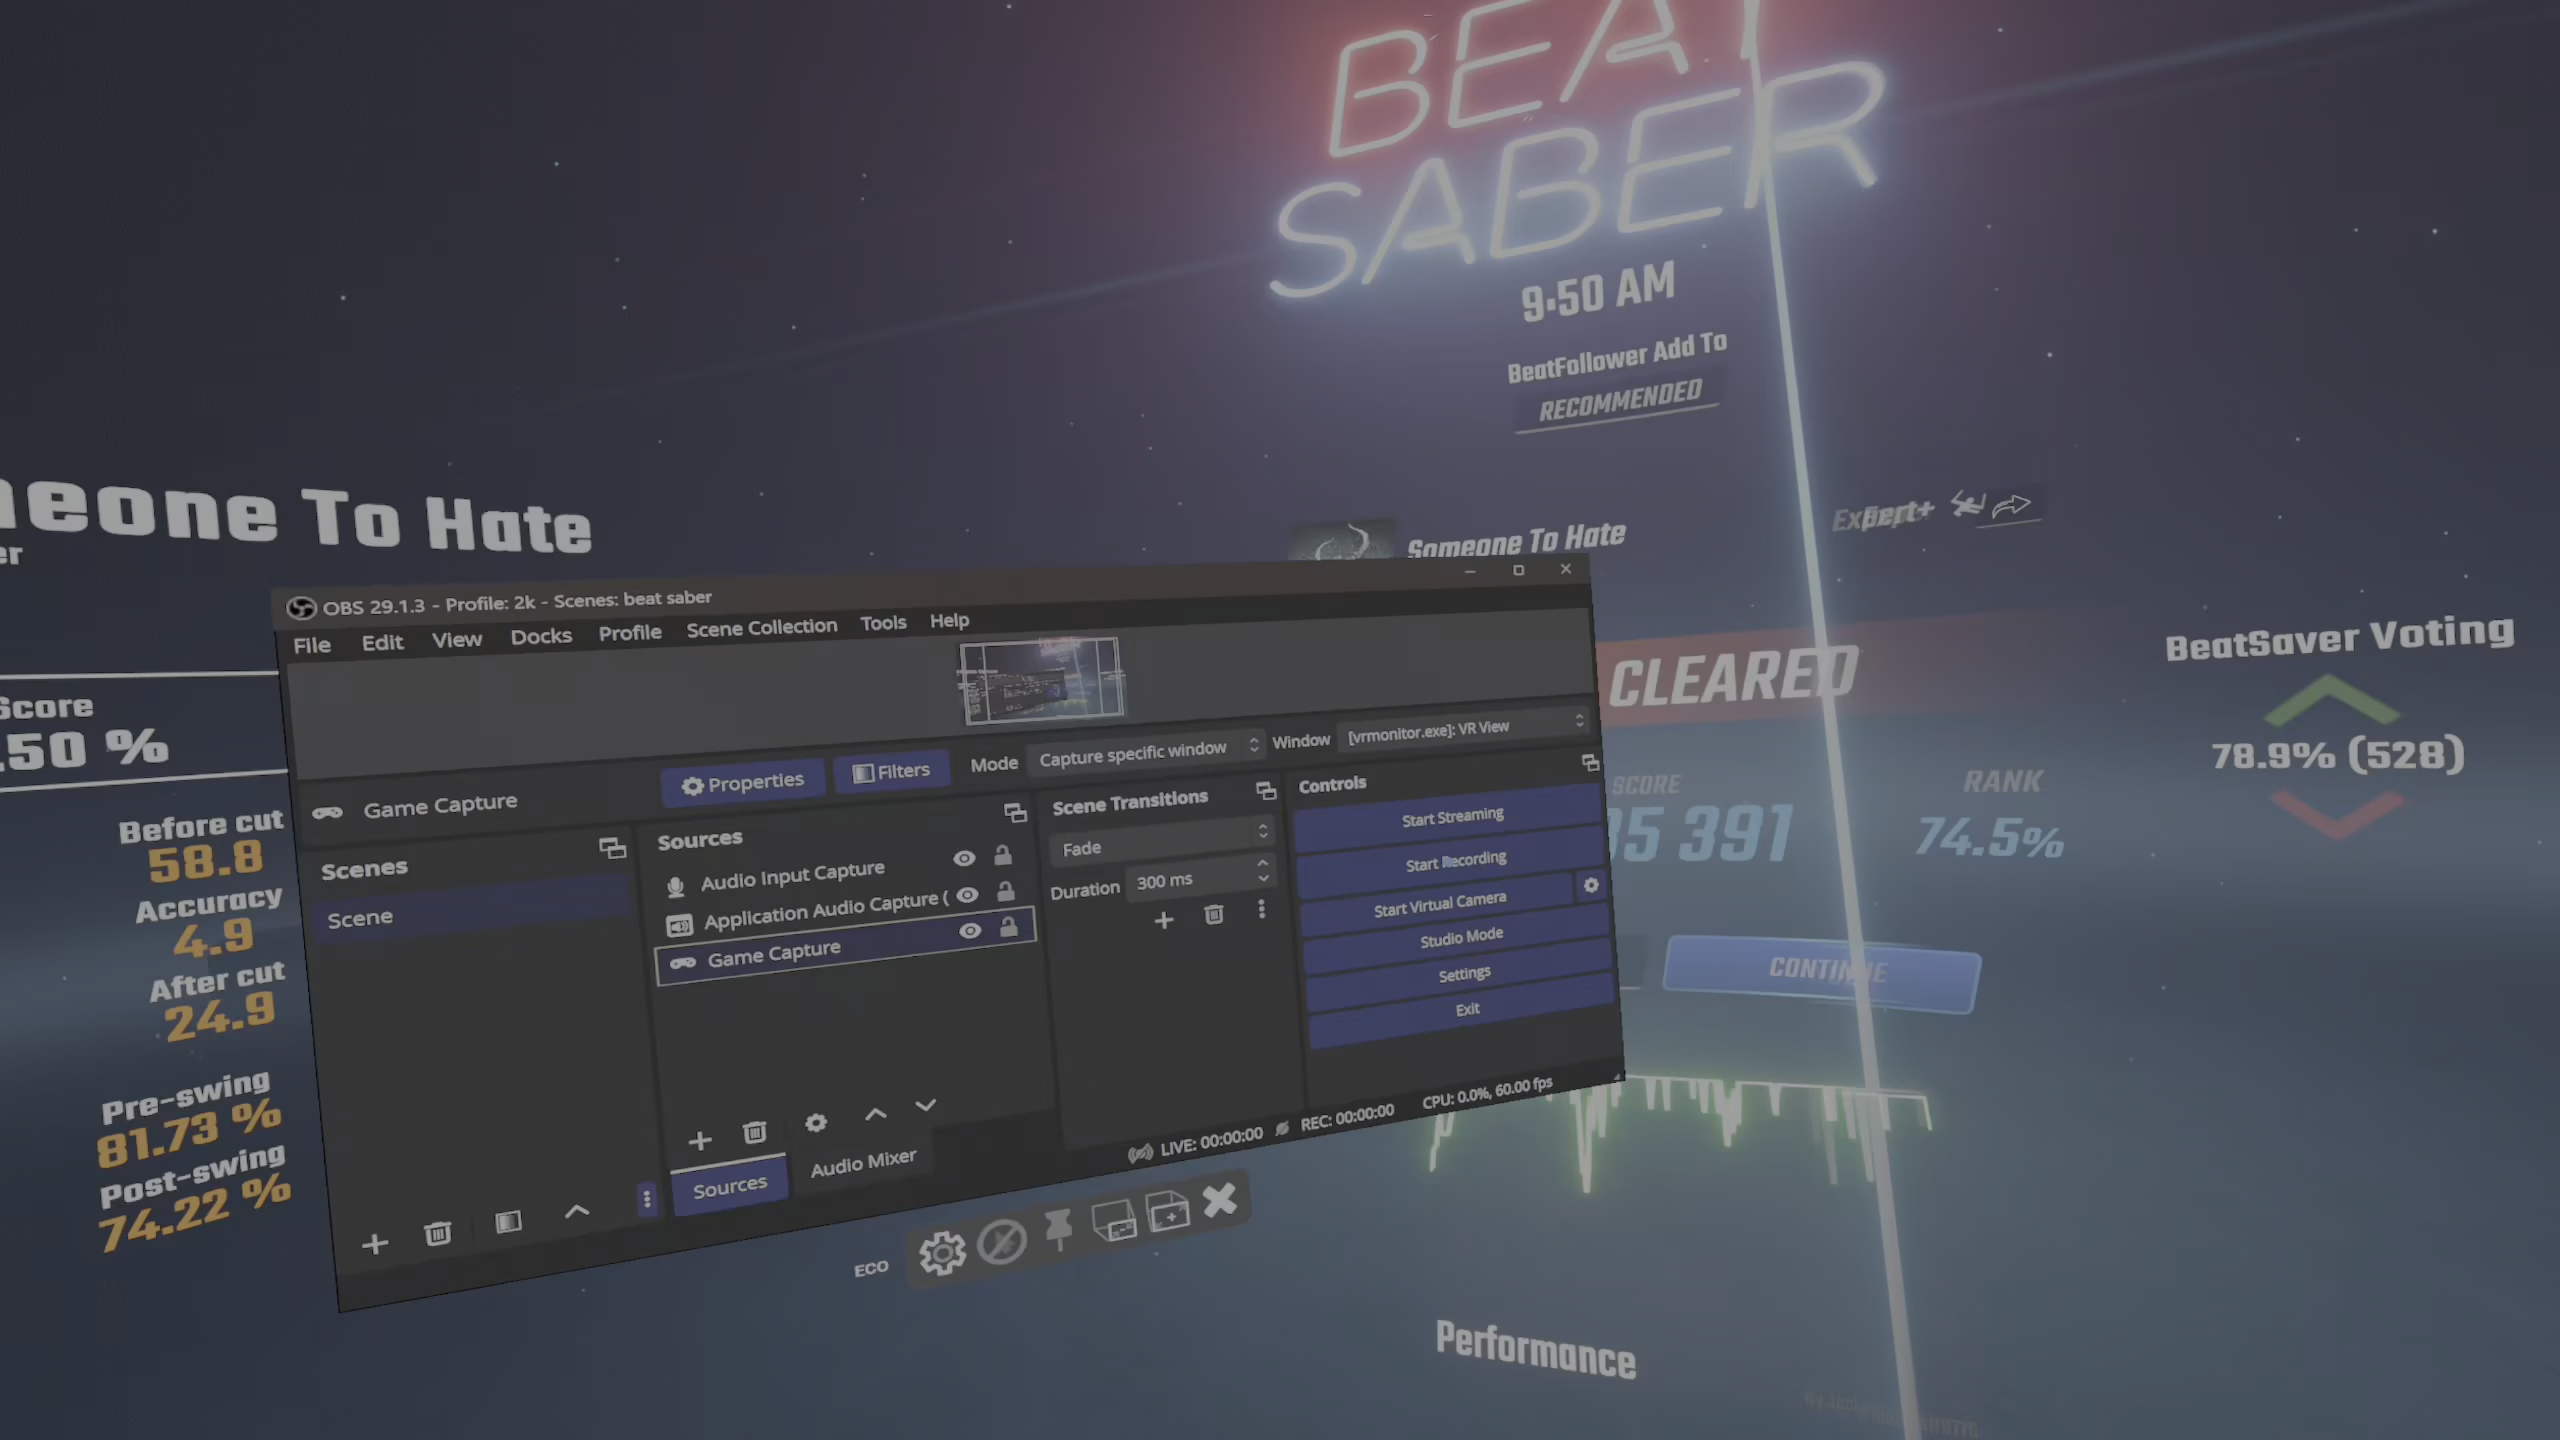 BEAT
SABER
9:50 AM
BeatFollower Add To
RECOMMENDED
To Hate
Someone To Hate
Score
.50 %
Before cut
58.8
Accuracy
4.9
After cut
24.9
Pre-swing
81.73 %
Post-swing
74.22 %
OBS 29.1.3 - Profile: 2k - Scenes: beat saber
File Edit View Docks Profile Scene Collection Tools Help
Game Capture
Properties
Filters
Mode
Capture specific window
Window
[vrmonitor.exe]: VR View
Scenes
Scene
Sources
Audio Input Capture
Application Audio Capture (
Game Capture
Sources
Audio Mixer
Scene Transitions
Fade
Duration
300 ms
Controls
Start Streaming
Start Recording
Start Virtual Camera
Studio Mode
Settings
Exit
LIVE: 00:00:00
REC: 00:00:00
CPU: 0.0%, 60.00 fps
ECO
CLEARED
SCORE
35 391
RANK
74.5%
CONTINUE
BeatSaver Voting
78.9% (528)
Performance